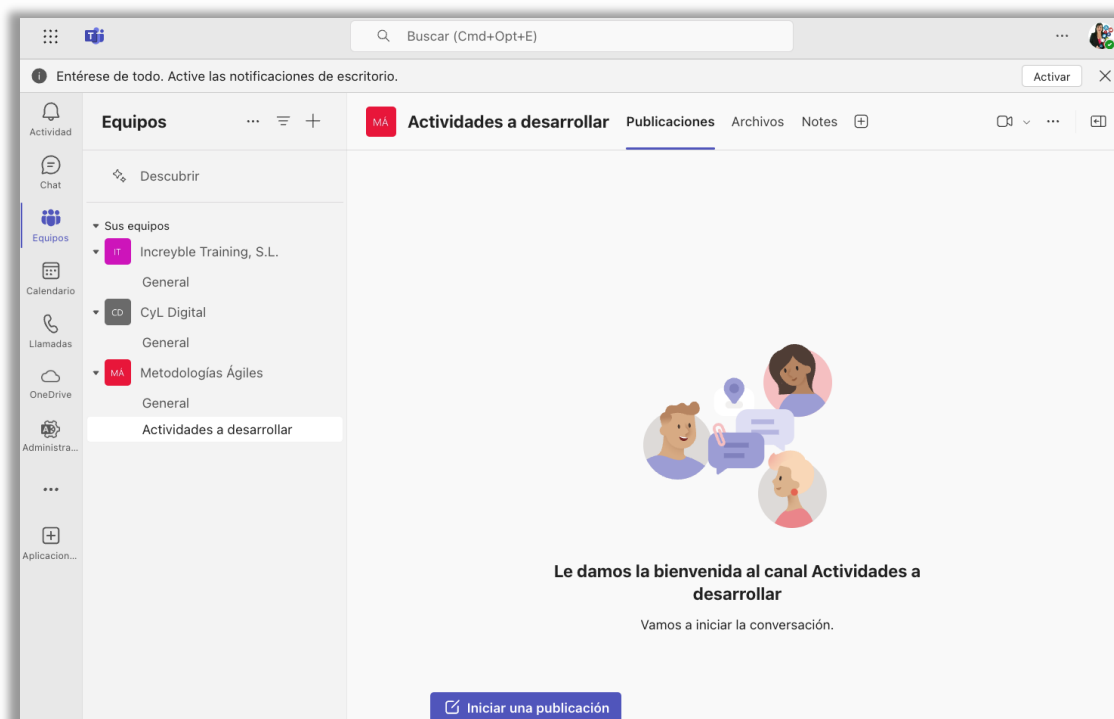 Buscar (Cmd+Opt+E)
Entérese de todo. Active las notificaciones de escritorio.
Activar
Actividad
Chat
Equipos
Calendario
Llamadas
OneDrive
Administra...
Aplicacion...
Equipos
Descubrir
Sus equipos
IT Increyble Training, S.L.
General
CD CyL Digital
General
MÁ Metodologías Ágiles
General
Actividades a desarrollar
MÁ Actividades a desarrollar Publicaciones Archivos Notes
Le damos la bienvenida al canal Actividades a
desarrollar
Vamos a iniciar la conversación.
Iniciar una publicación